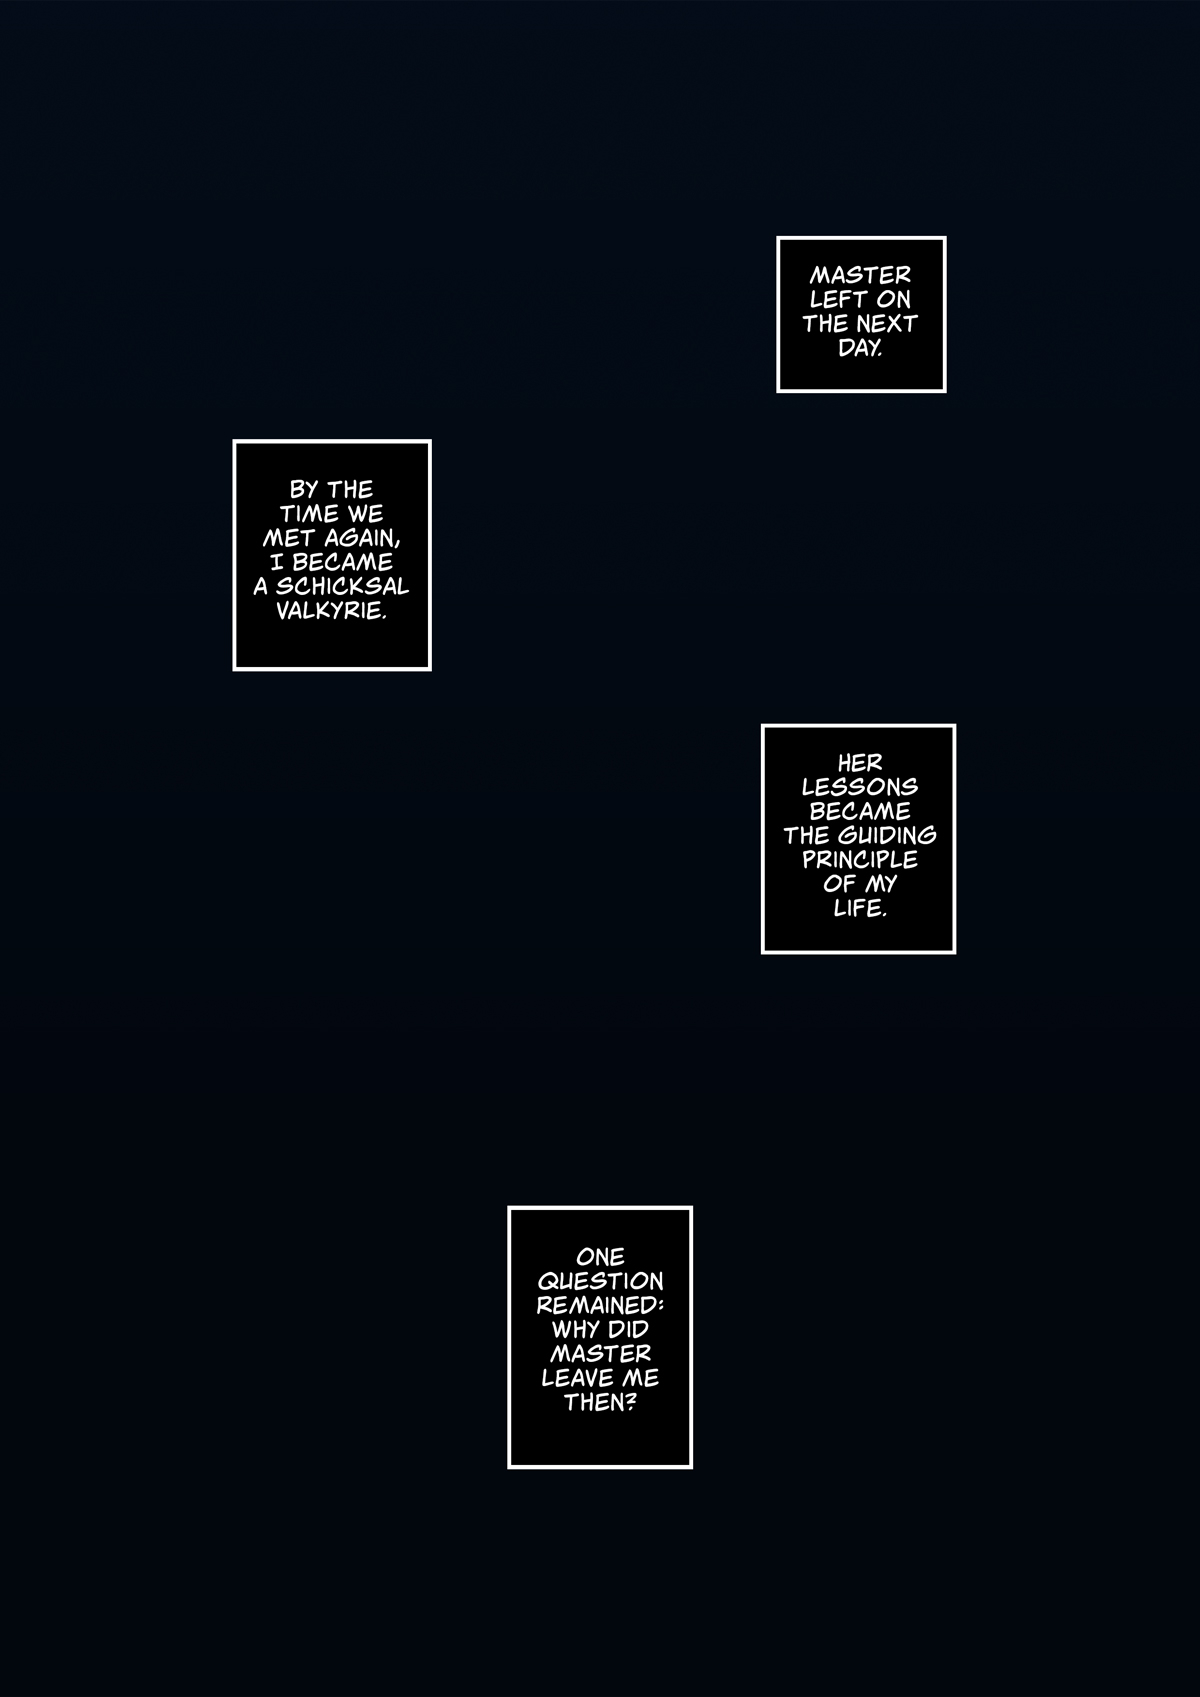 MASTER
LEFT ON
THE NEXT
DAY.
BY THE
TIME WE
MET AGAIN,
I BECAME
A SCHICKSAL
VALKYRIE.
HER
LESSONS
BECAME
THE GUIDING
PRINCIPLE
OF MY
LIFE.
ONE
QUESTION
REMAINED:
WHY DID
MASTER
LEAVE ME
THEN?